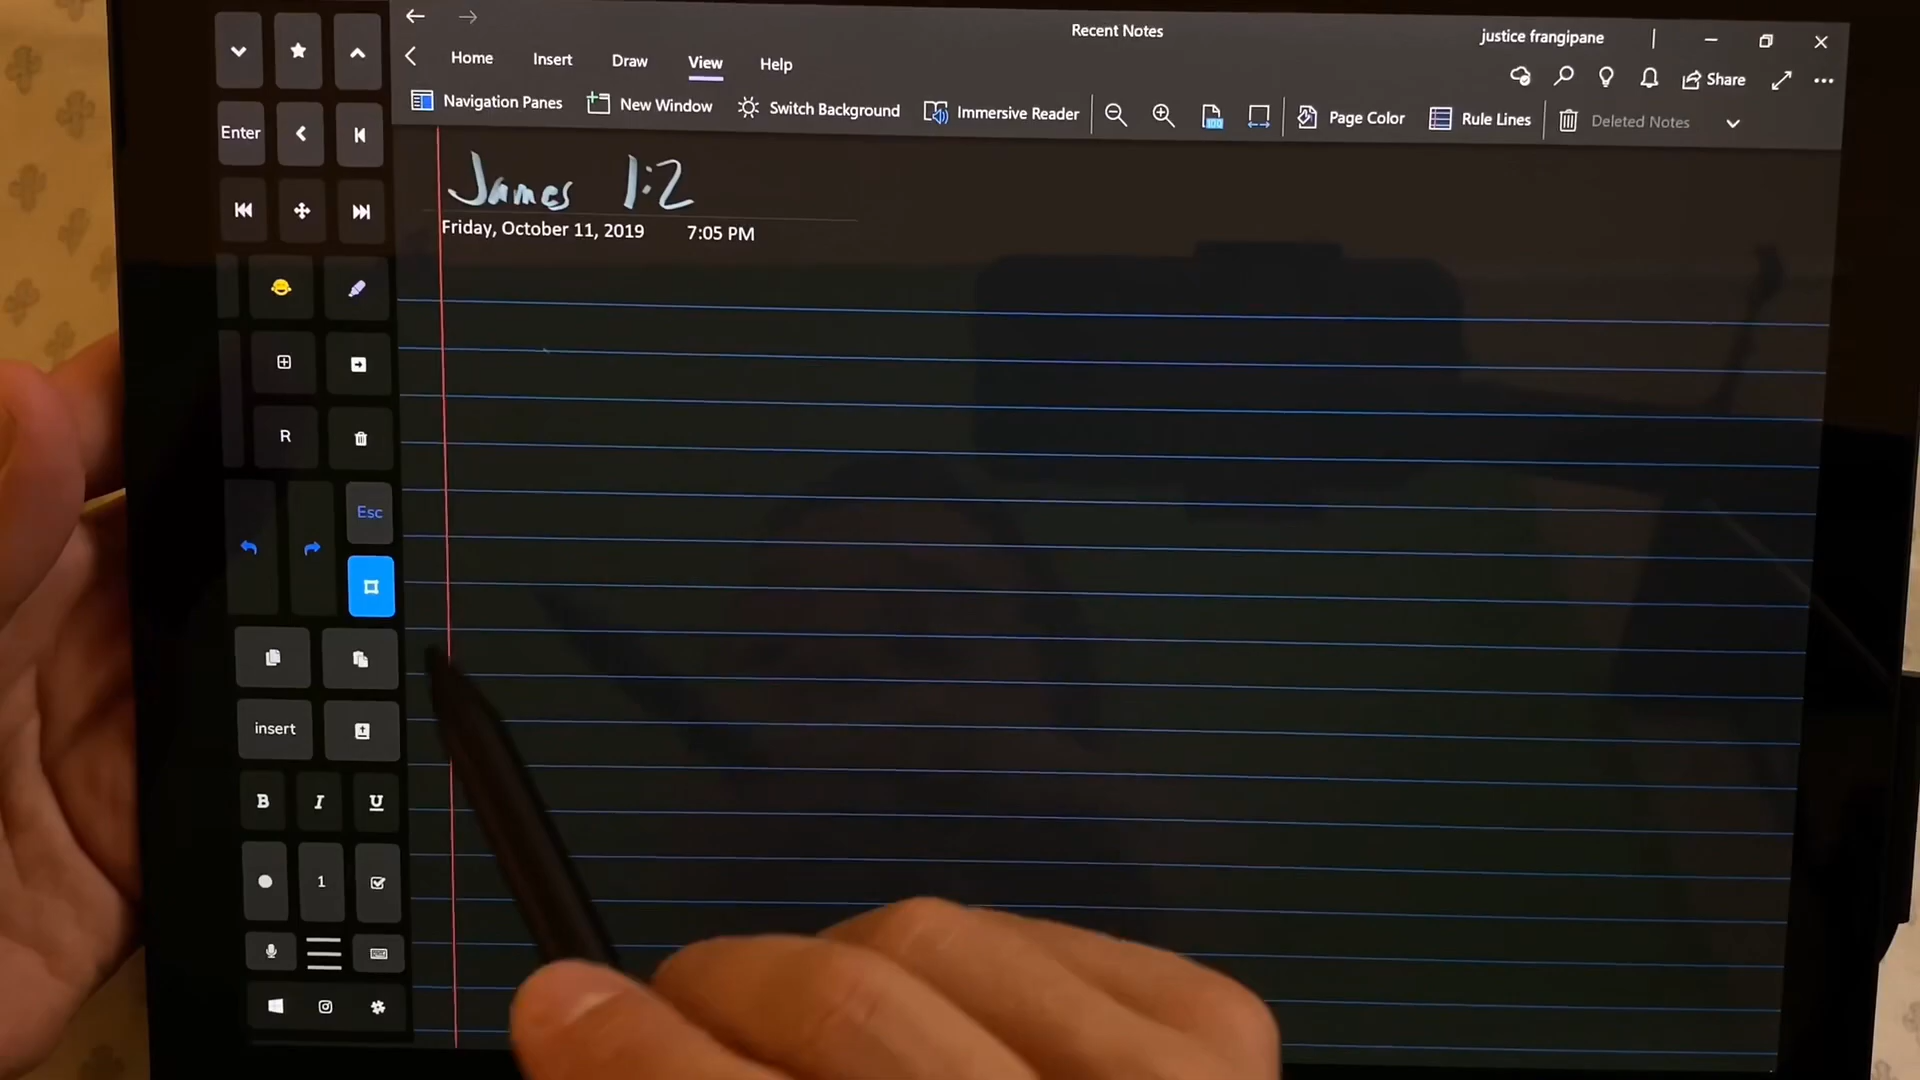 Recent Notes
justice frangipane
Home Insert Draw View Help
Share
Navigation Panes New Window Switch Background Immersive Reader Page Color Rule Lines Deleted Notes
James 1:2
Friday, October 11, 2019 7:05 PM
Enter
R
Esc
insert
B I U
1